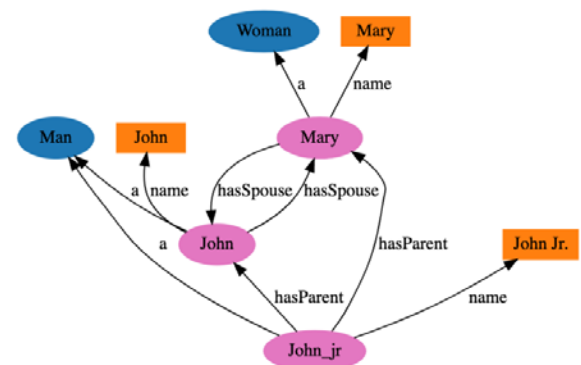 Woman
Mary
a
name
Man
John
Mary
a
name
hasSpouse
hasSpouse
John
a
hasParent
John Jr.
hasParent
name
John_jr